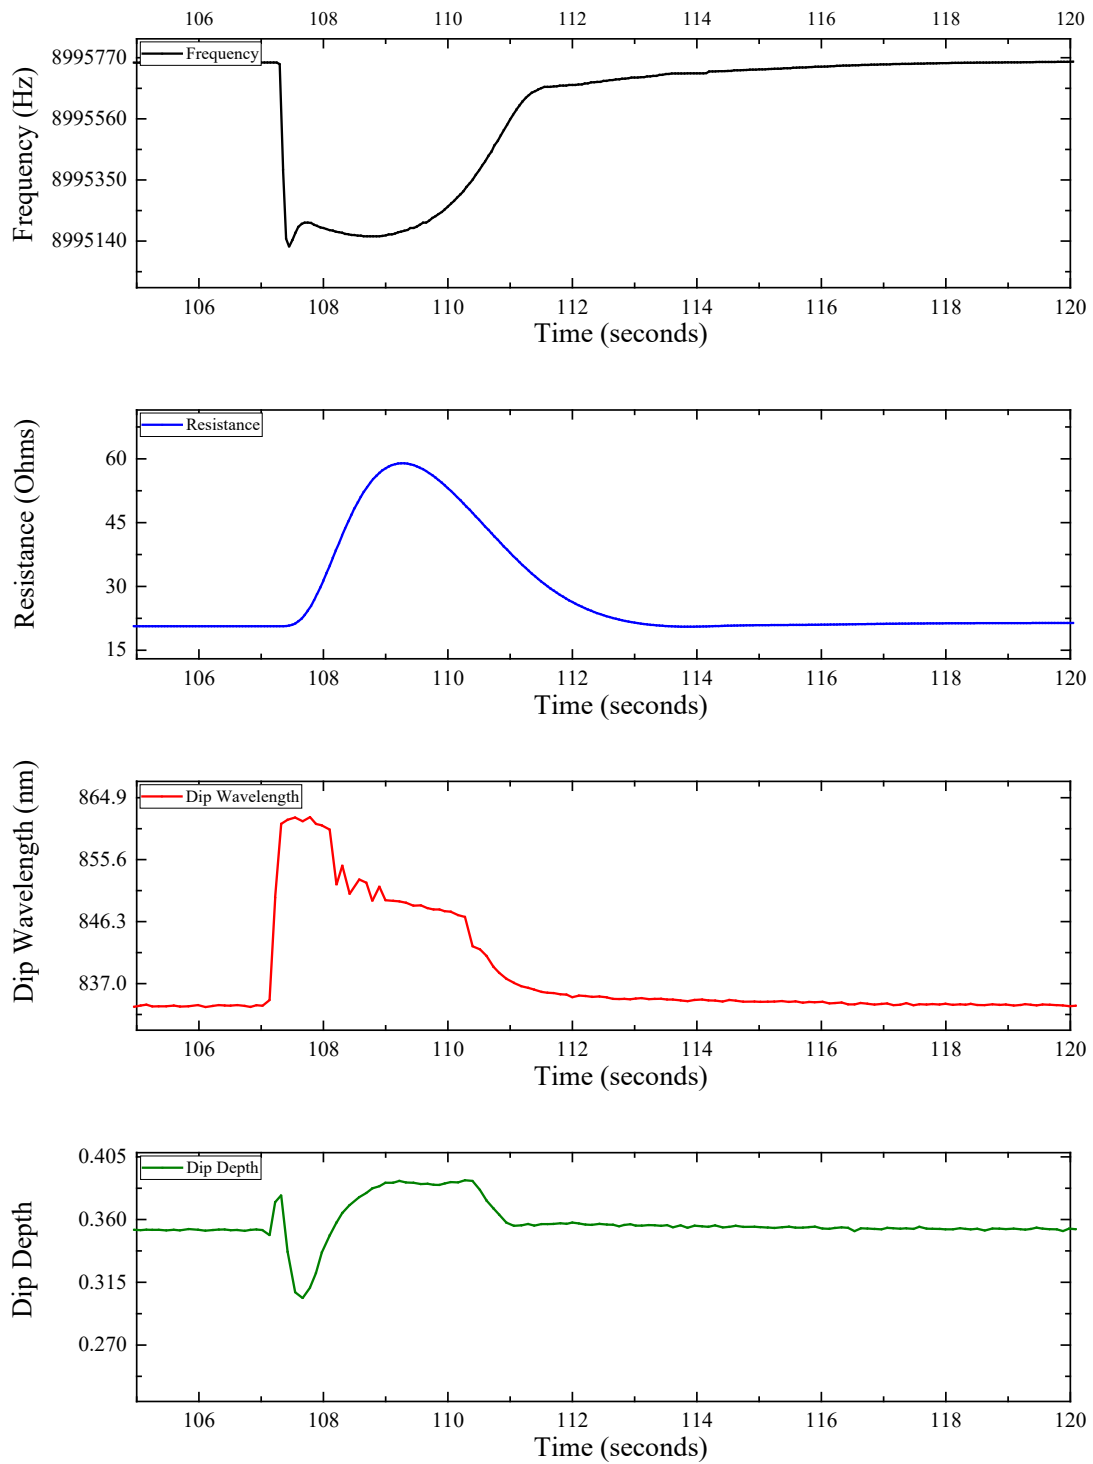 106 108 110 112 114 116 118 120
Frequency
Frequency (Hz)
8995770
8995560
8995350
8995140
106 108 110 112 114 116 118 120
Time (seconds)
Resistance
Resistance (Ohms)
60
45
30
15
106 108 110 112 114 116 118 120
Time (seconds)
Dip Wavelength
Dip Wavelength (nm)
864.9
855.6
846.3
837.0
106 108 110 112 114 116 118 120
Time (seconds)
Dip Depth
Dip Depth
0.405
0.360
0.315
0.270
106 108 110 112 114 116 118 120
Time (seconds)